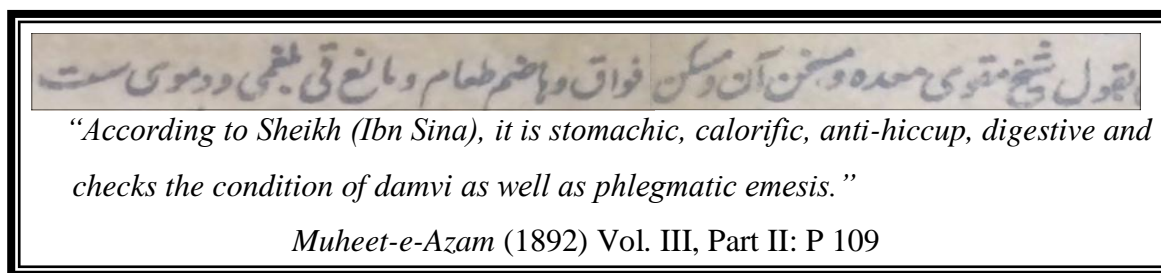 بقول شیخ مقوی معده و مسخن آن و مسکن فواق و هاضم طعام و مانع قی بلغمی و دموی ست
“According to Sheikh (Ibn Sina), it is stomachic, calorific, anti-hiccup, digestive and
checks the condition of damvi as well as phlegmatic emesis.”
Muheet-e-Azam (1892) Vol. III, Part II: P 109